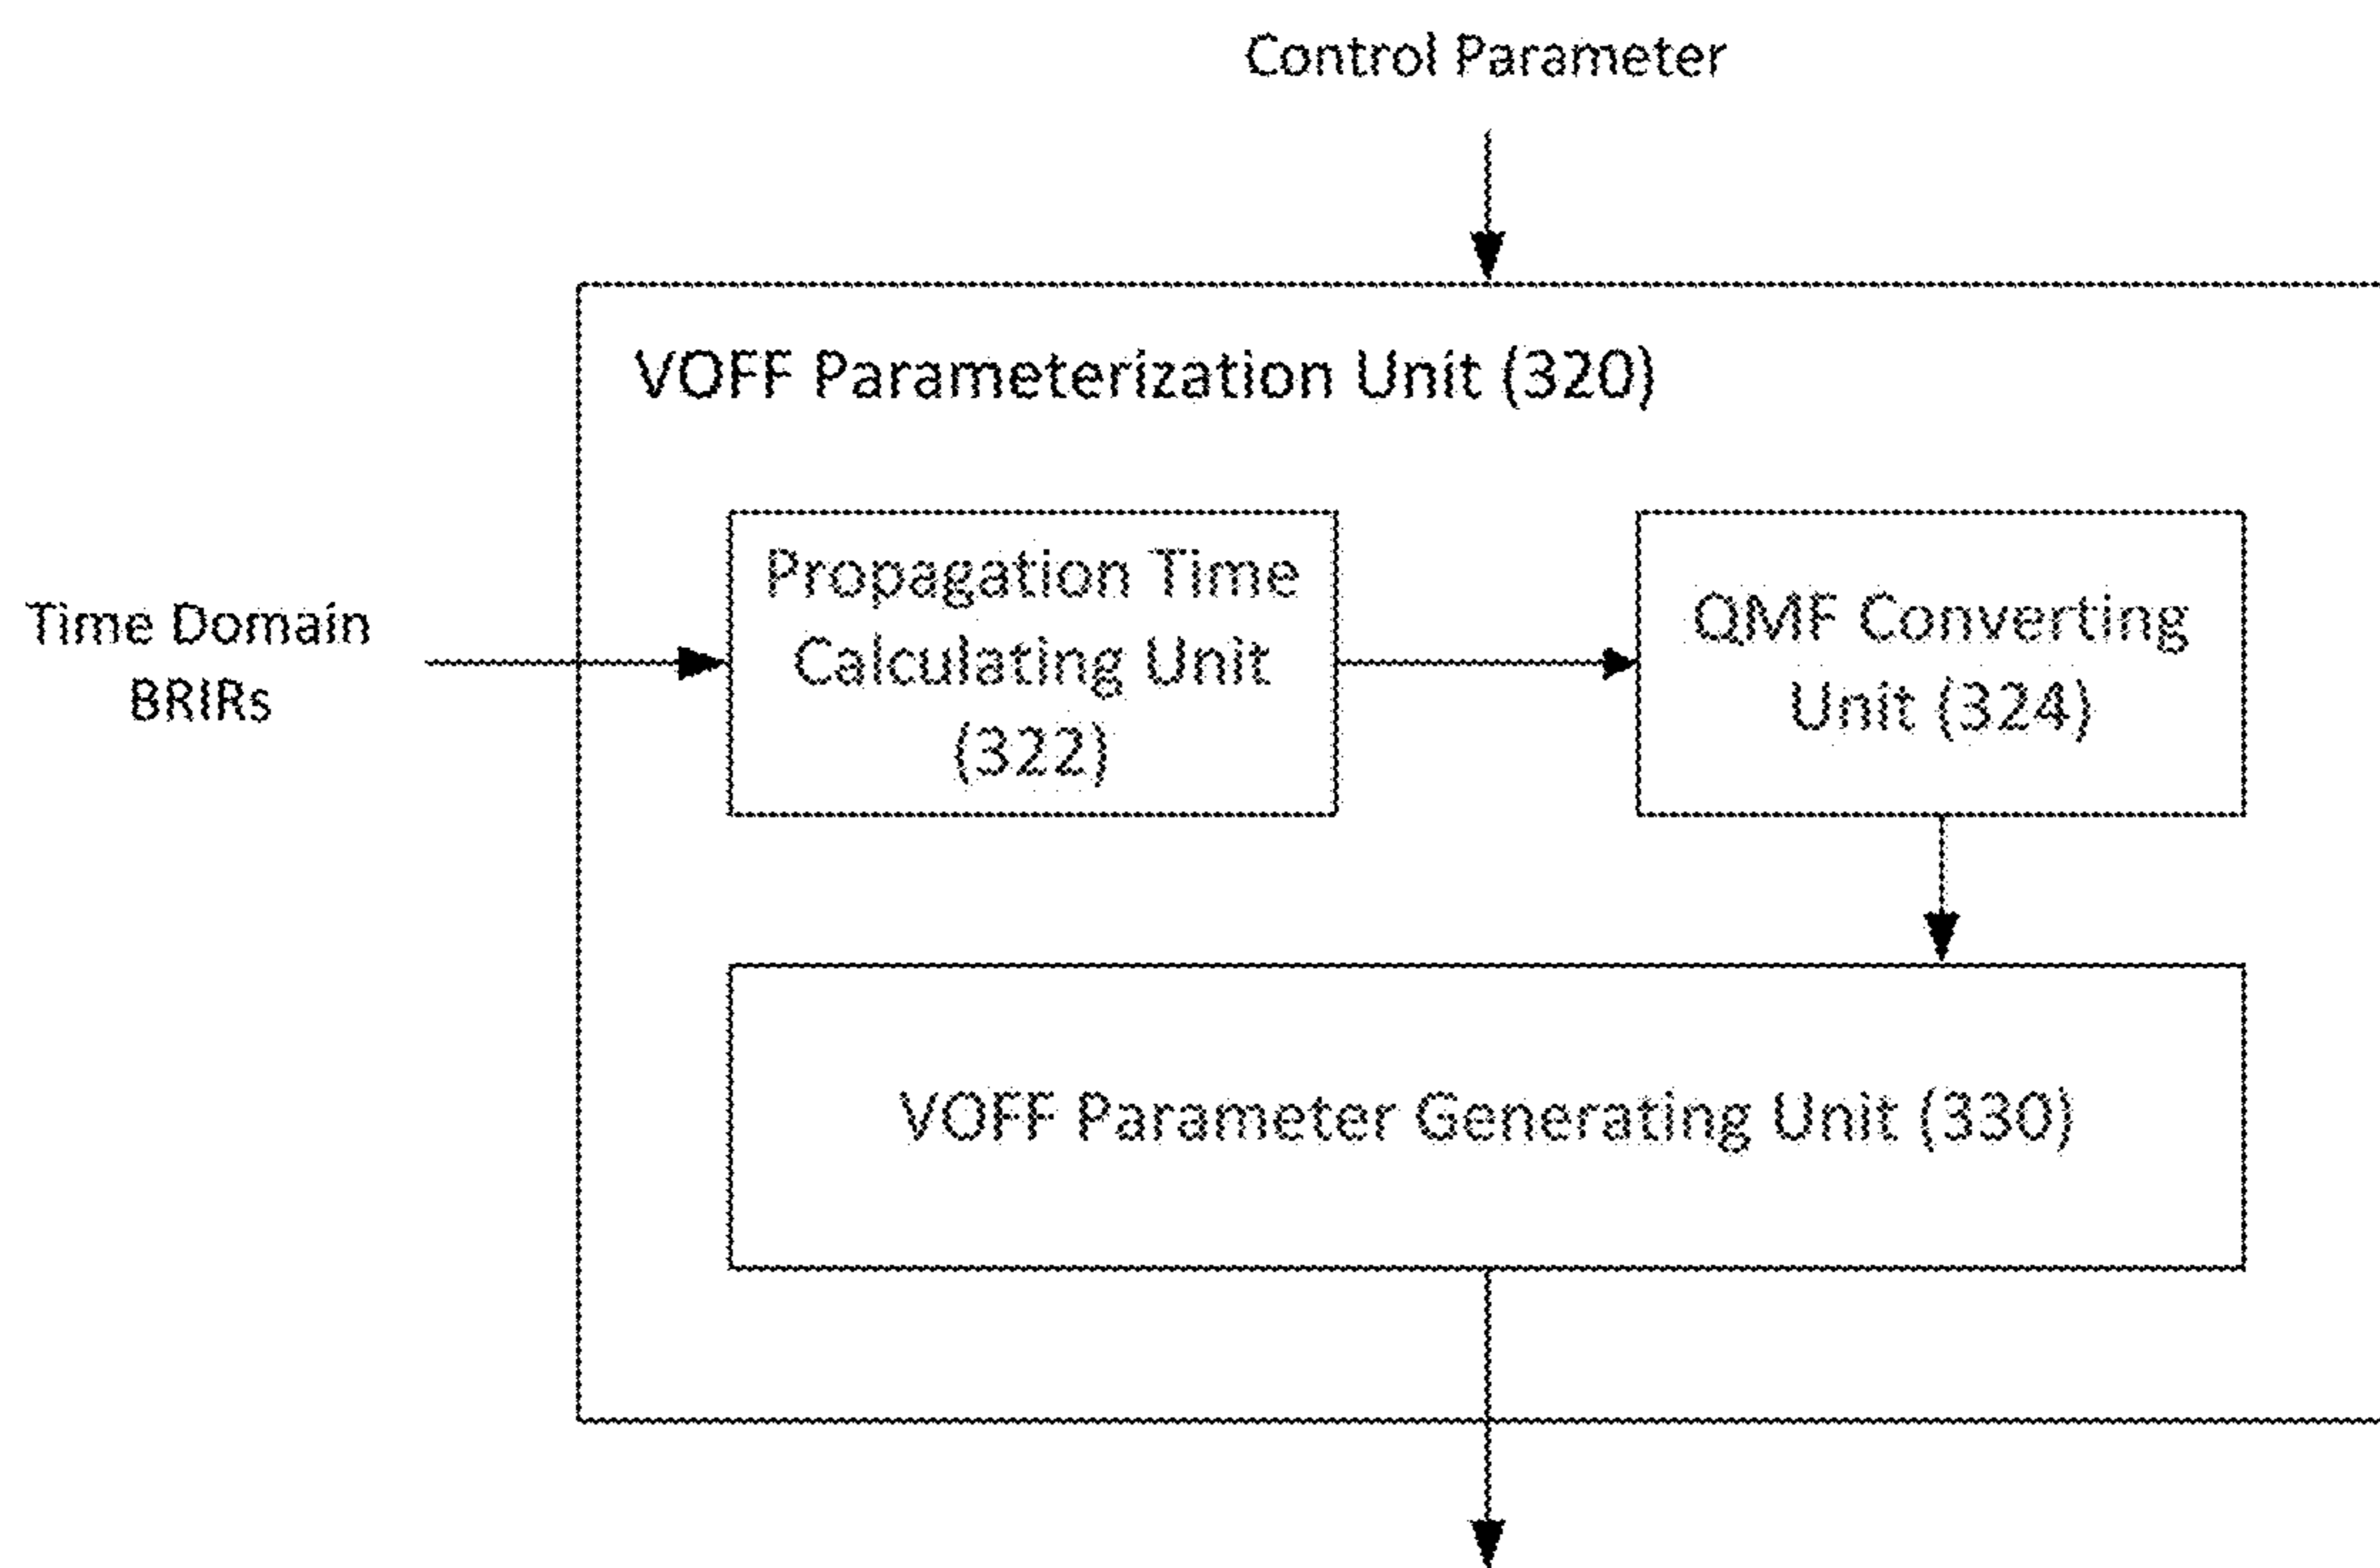 Control Parameter
VOFF Parameterization Unit (320)
Propagation Time
Calculating Unit
(322)
QMF Converting
Unit (324)
Time Domain
BRIRs
VOFF Parameter Generating Unit (330)